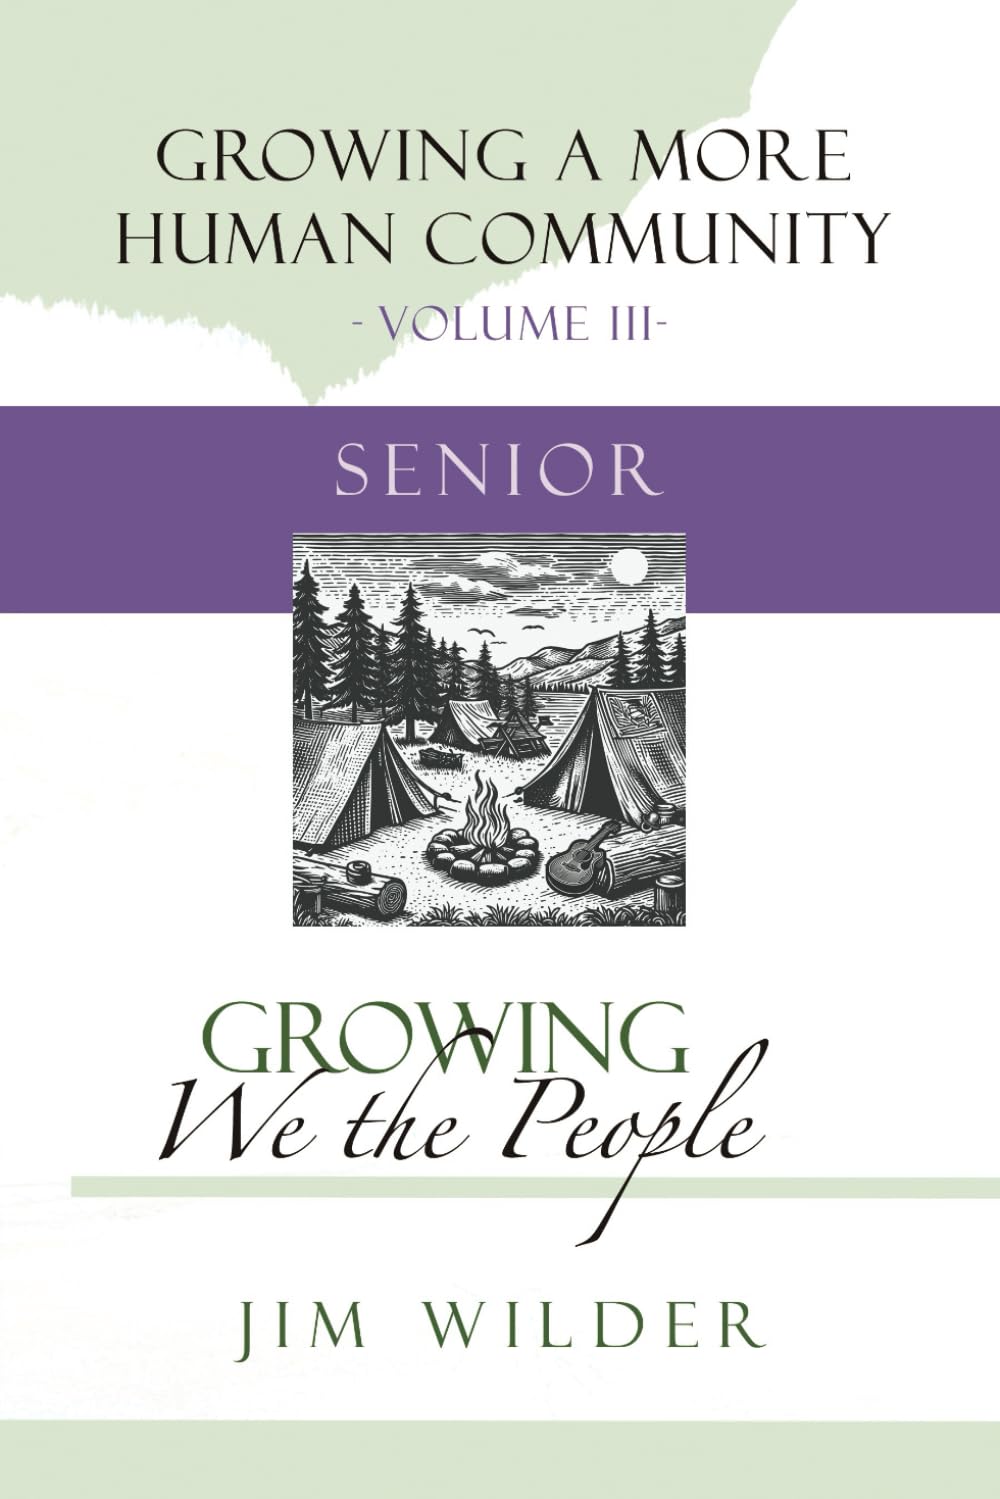 GROWING A MORE
HUMAN COMMUNITY
- VOLUME III-
SENIOR
GROWING
We the People
JIM WILDER